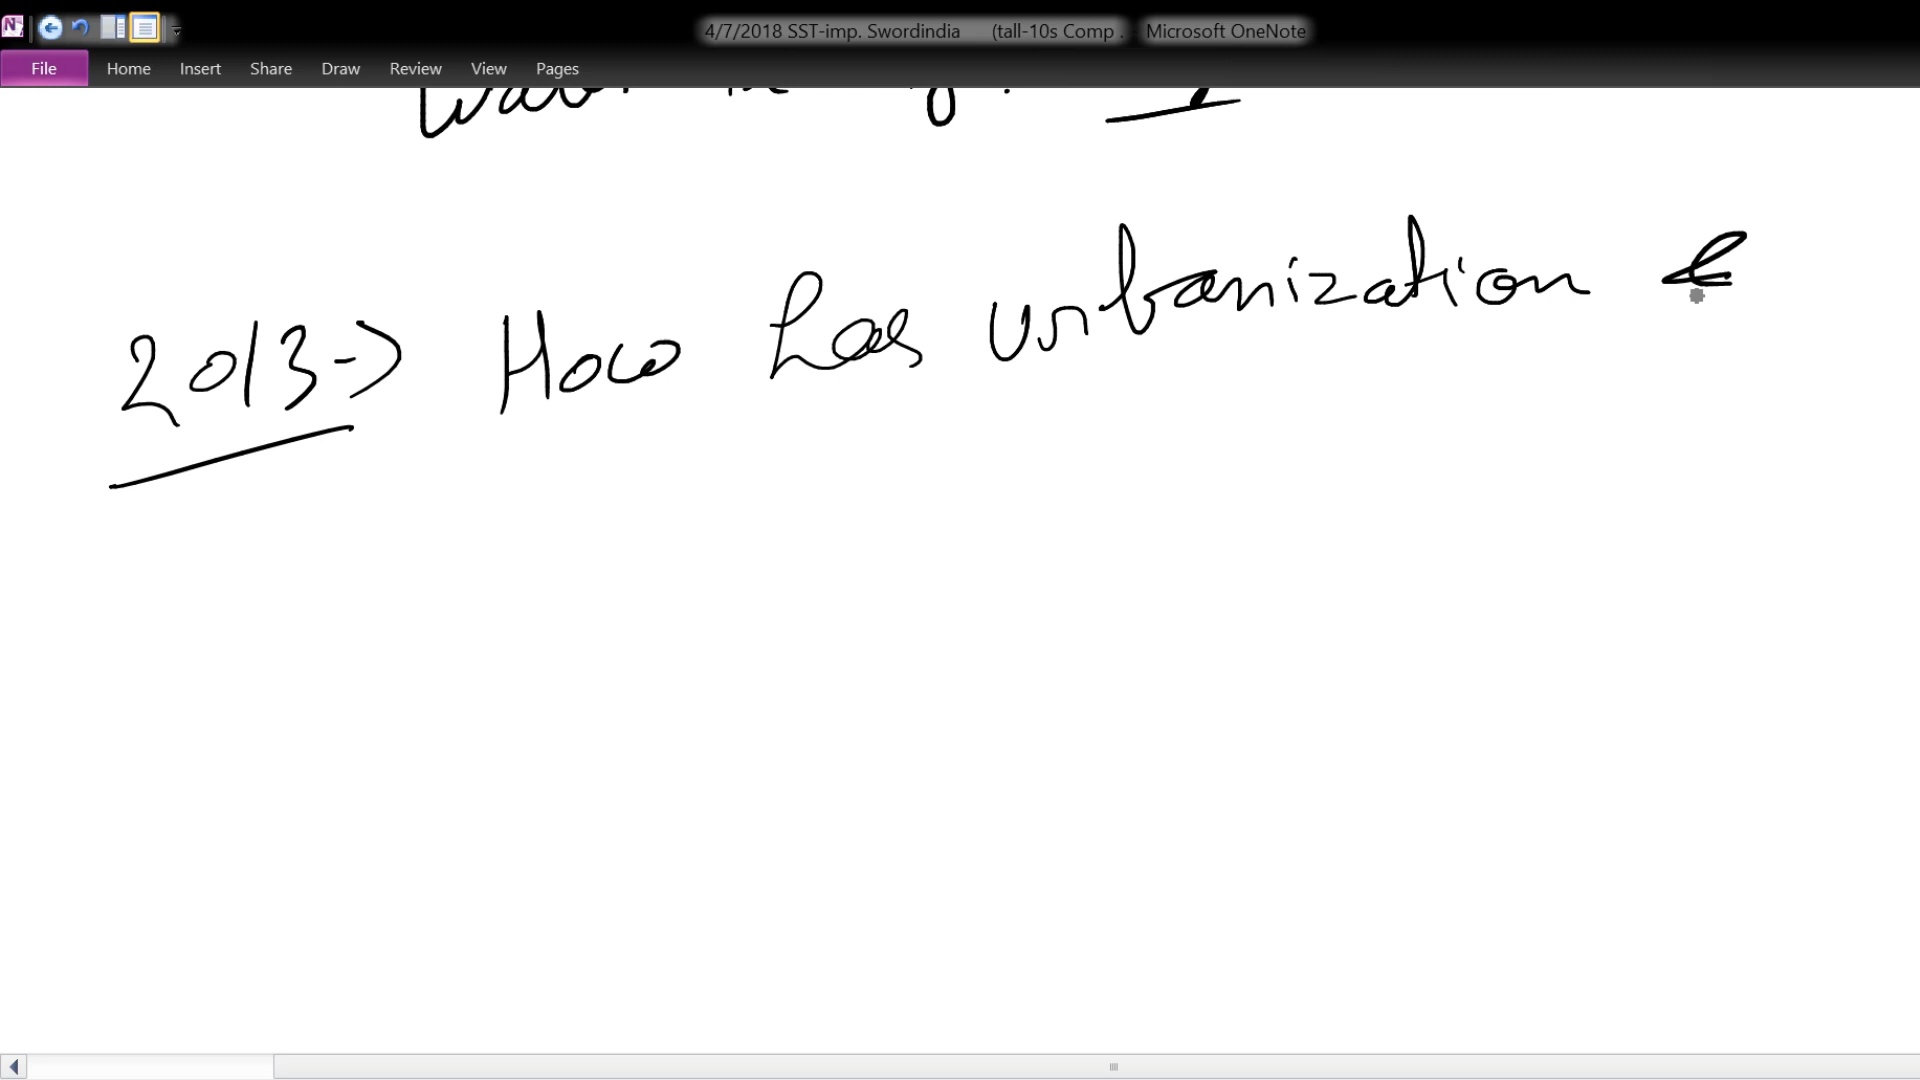 4/7/2018 SST-imp. Swordindia (tall-10s Comp . - Microsoft OneNote
File Home Insert Share Draw Review View Pages
2013-> How has urbanization